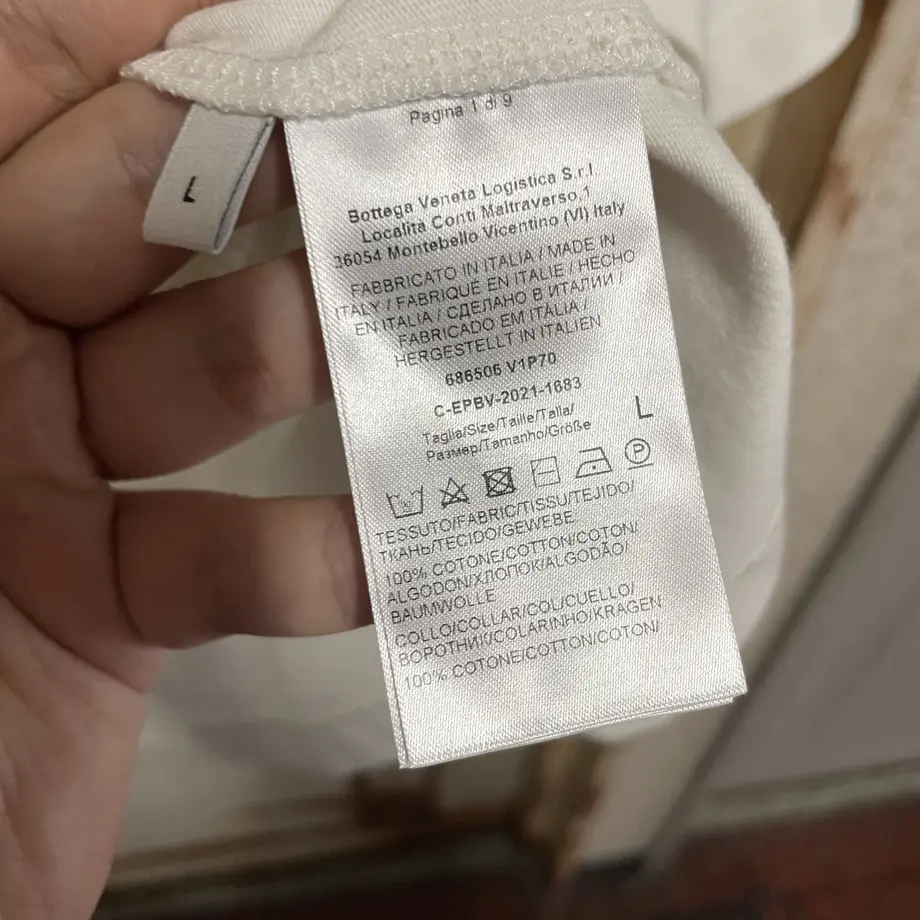 Pagina 1 di 9
L
Bottega Veneta Logistica S.r.l.
Localita Conti Maltraverso,1
36054 Montebello Vicentino (VI) Italy
FABBRICATO IN ITALIA / MADE IN
ITALY / FABRIQUÉ EN ITALIE / HECHO
EN ITALIA / СДЕЛАНО В ИТАЛИИ /
FABRICADO EM ITÁLIA /
HERGESTELLT IN ITALIEN
686506 V1P70
C-EPBV-2021-1683
Taglia/Size/Taille/Talla/
Размер/Tamanho/Größe
L
P
TESSUTO/FABRIC/TISSU/TEJIDO/
ТКАНЬ/TECIDO/GEWEBE
100% COTONE/COTTON/COTON/
ALGODON/ХЛОПОК/ALGODÃO/
BAUMWOLLE
COLLO/COLLAR/COL/CUELLO/
ВОРОТНИК/COLARINHO/KRAGEN
100% COTONE/COTTON/COTON/